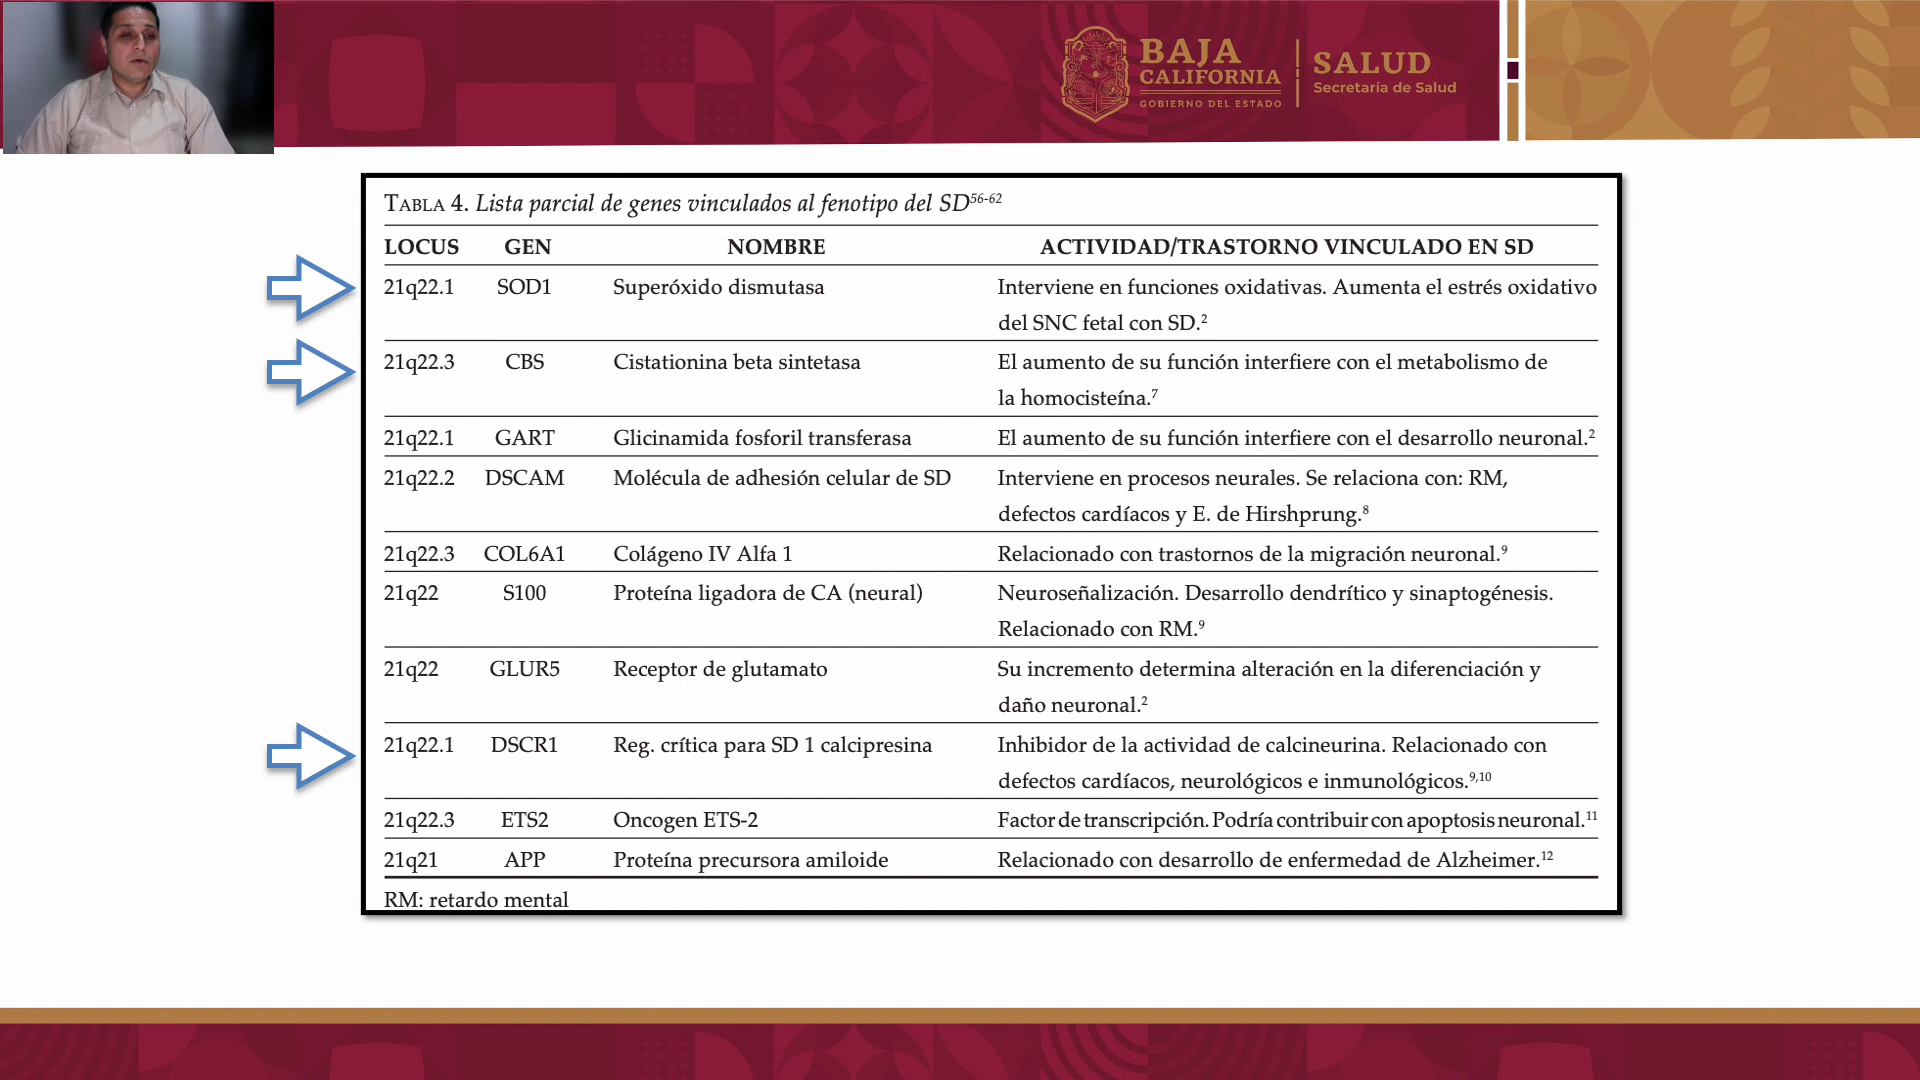 BAJA
CALIFORNIA
GOBIERNO DEL ESTADO
SALUD
Secretaría de Salud
TABLA 4. Lista parcial de genes vinculados al fenotipo del SD56-62
LOCUS GEN NOMBRE ACTIVIDAD/TRASTORNO VINCULADO EN SD
21q22.1 SOD1 Superóxido dismutasa Interviene en funciones oxidativas. Aumenta el estrés oxidativo
del SNC fetal con SD.2
21q22.3 CBS Cistationina beta sintetasa El aumento de su función interfiere con el metabolismo de
la homocisteína.7
21q22.1 GART Glicinamida fosforil transferasa El aumento de su función interfiere con el desarrollo neuronal.2
21q22.2 DSCAM Molécula de adhesión celular de SD Interviene en procesos neurales. Se relaciona con: RM,
defectos cardíacos y E. de Hirshprung.8
21q22.3 COL6A1 Colágeno IV Alfa 1 Relacionado con trastornos de la migración neuronal.9
21q22 S100 Proteína ligadora de CA (neural) Neuroseñalización. Desarrollo dendrítico y sinaptogénesis.
Relacionado con RM.9
21q22 GLUR5 Receptor de glutamato Su incremento determina alteración en la diferenciación y
daño neuronal.2
21q22.1 DSCR1 Reg. crítica para SD 1 calcipresina Inhibidor de la actividad de calcineurina. Relacionado con
defectos cardíacos, neurológicos e inmunológicos.9,10
21q22.3 ETS2 Oncogen ETS-2 Factor de transcripción. Podría contribuir con apoptosis neuronal.11
21q21 APP Proteína precursora amiloide Relacionado con desarrollo de enfermedad de Alzheimer.12
RM: retardo mental